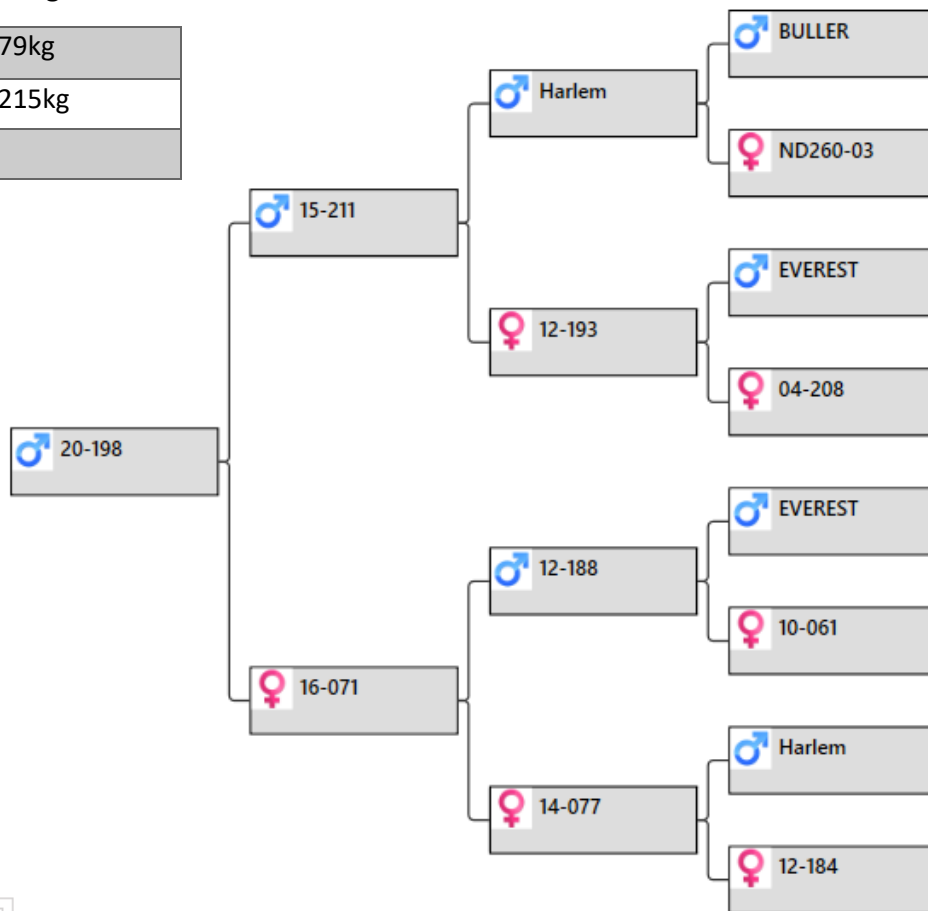 79kg
215kg
BULLER
Harlem
ND260-03
15-211
EVEREST
12-193
04-208
20-198
EVEREST
12-188
10-061
16-071
Harlem
14-077
12-184